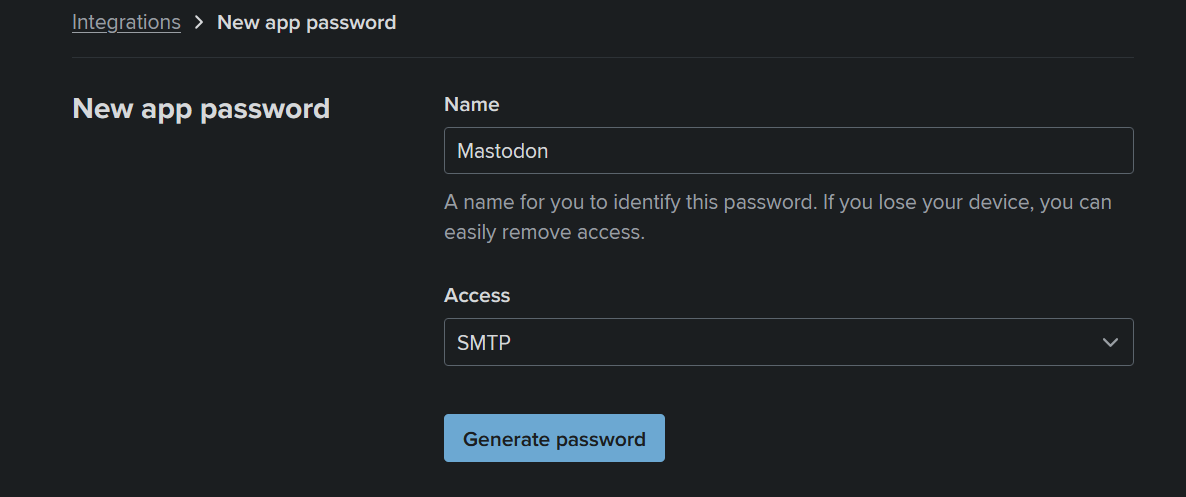 Integrations > New app password
New app password
Name
Mastodon
A name for you to identify this password. If you lose your device, you can
easily remove access.
Access
SMTP
Generate password